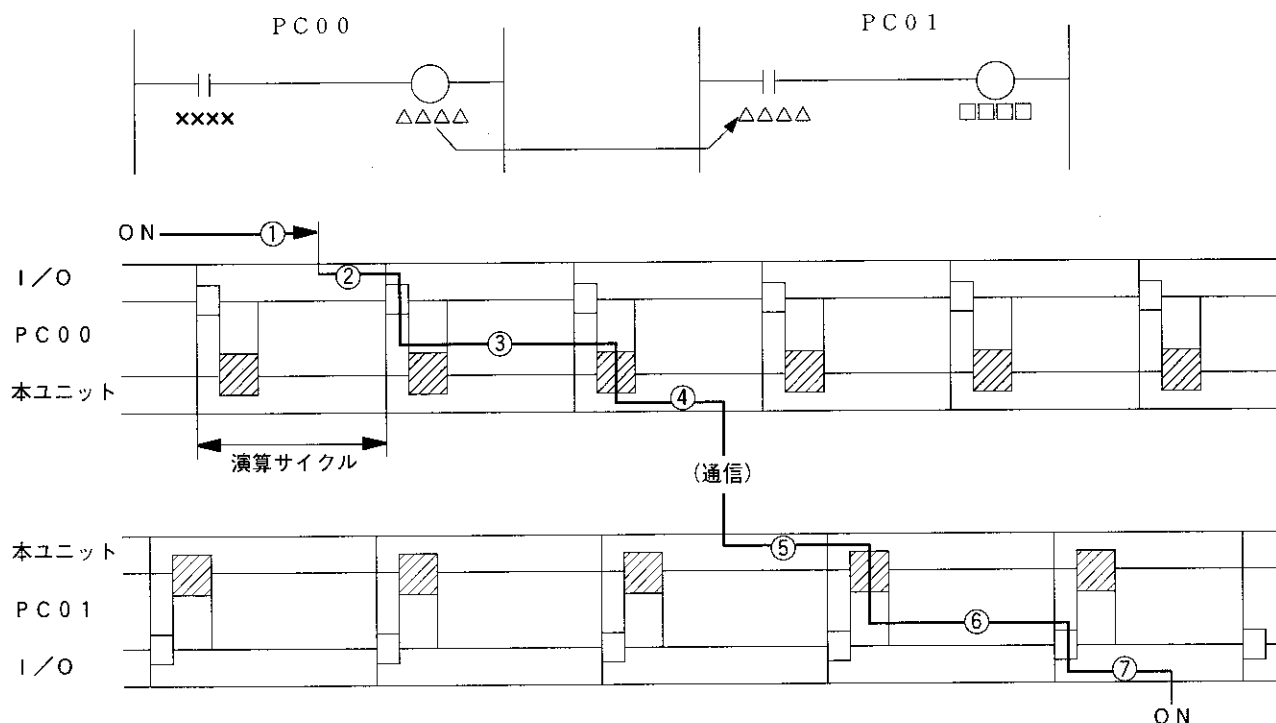 PC00 PC01
×××× △△△△ △△△△ □□□□
ON ①
I/O ②
PC00 ③
本ユニット ④
演算サイクル
(通信)
本ユニット ⑤
PC01 ⑥
I/O ⑦
ON